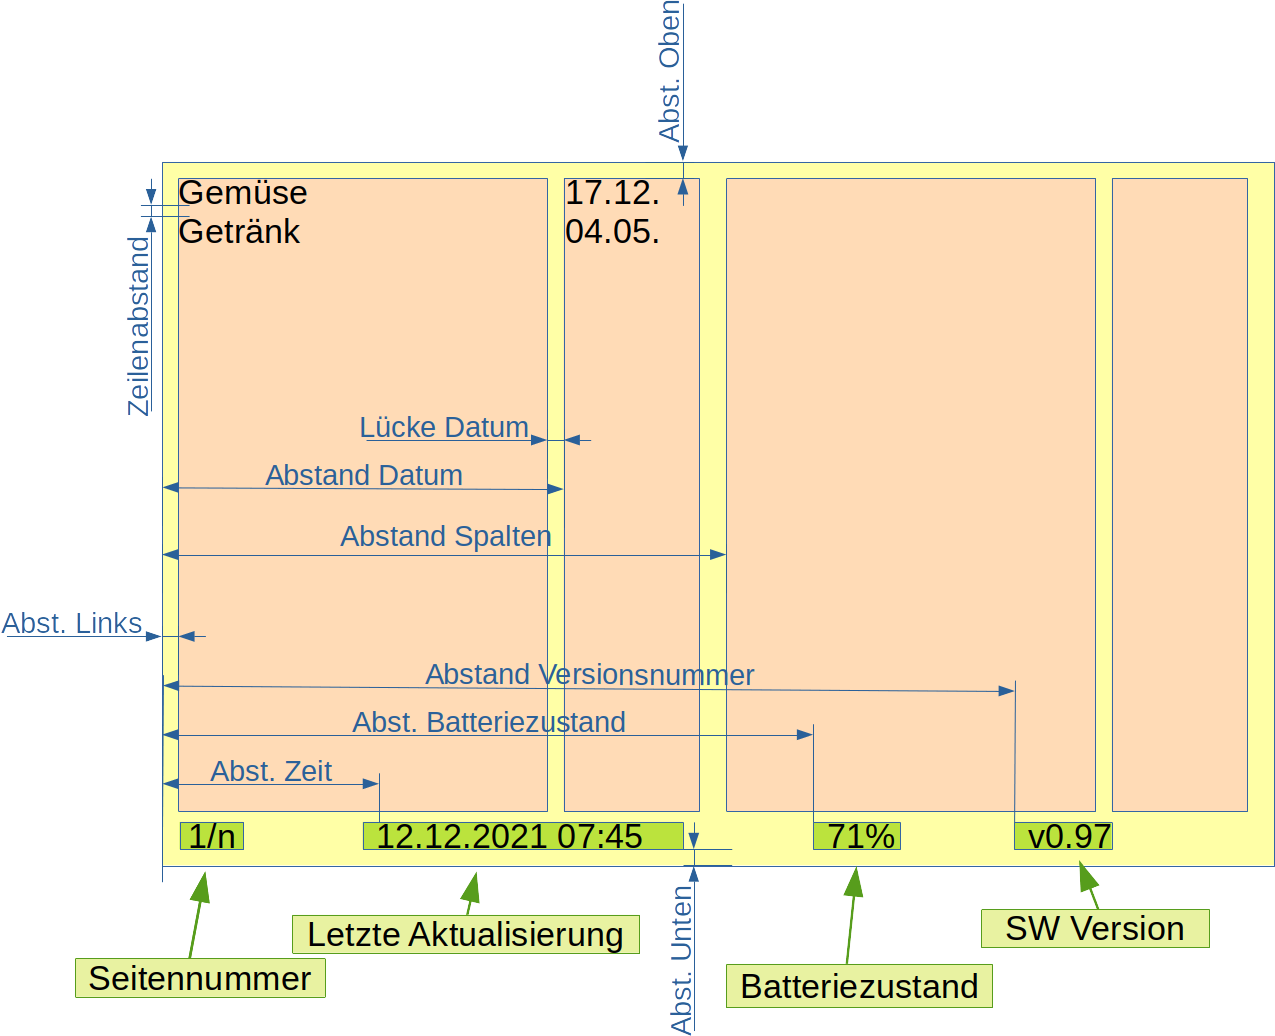 Abst. Oben
Gemüse 17.12.
Getränk 04.05.
Zeilenabstand
Lücke Datum
Abstand Datum
Abstand Spalten
Abst. Links
Abstand Versionsnummer
Abst. Batteriezustand
Abst. Zeit
1/n 12.12.2021 07:45 71% v0.97
Abst. Unten
Letzte Aktualisierung
SW Version
Seitennummer
Batteriezustand